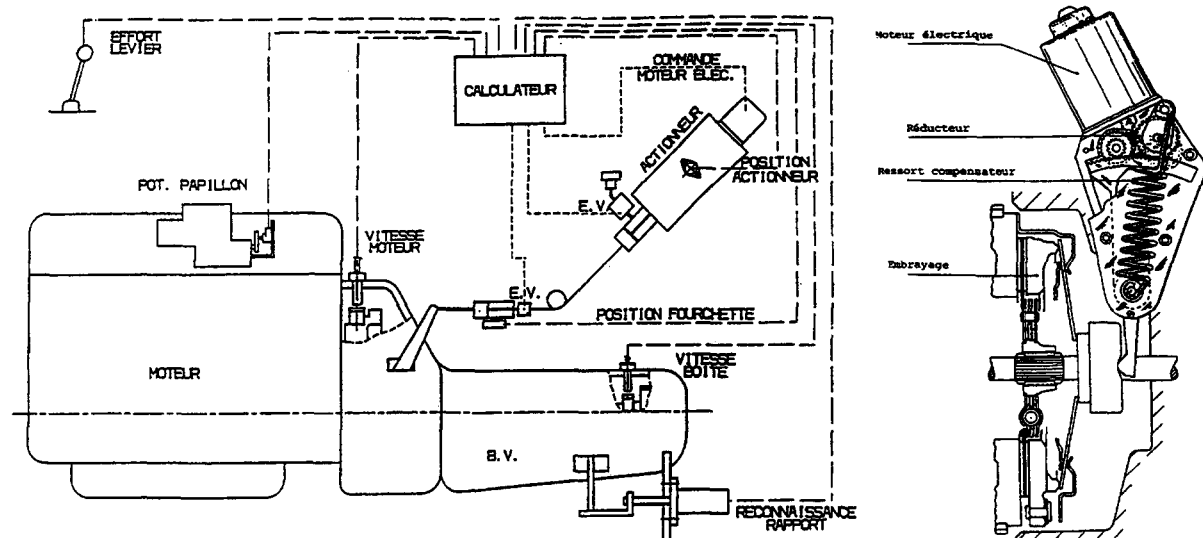 EFFORT
LEVIER
CALCULATEUR
COMMANDE
MOTEUR ÉLEC.
ACTIONNEUR
POSITION
ACTIONNEUR
E.V.
POT. PAPILLON
VITESSE
MOTEUR
E.V.
POSITION FOURCHETTE
VITESSE
BOITE
MOTEUR
B.V.
RECONNAISSANCE
RAPPORT
Moteur électrique
Réducteur
Ressort compensateur
Embrayage